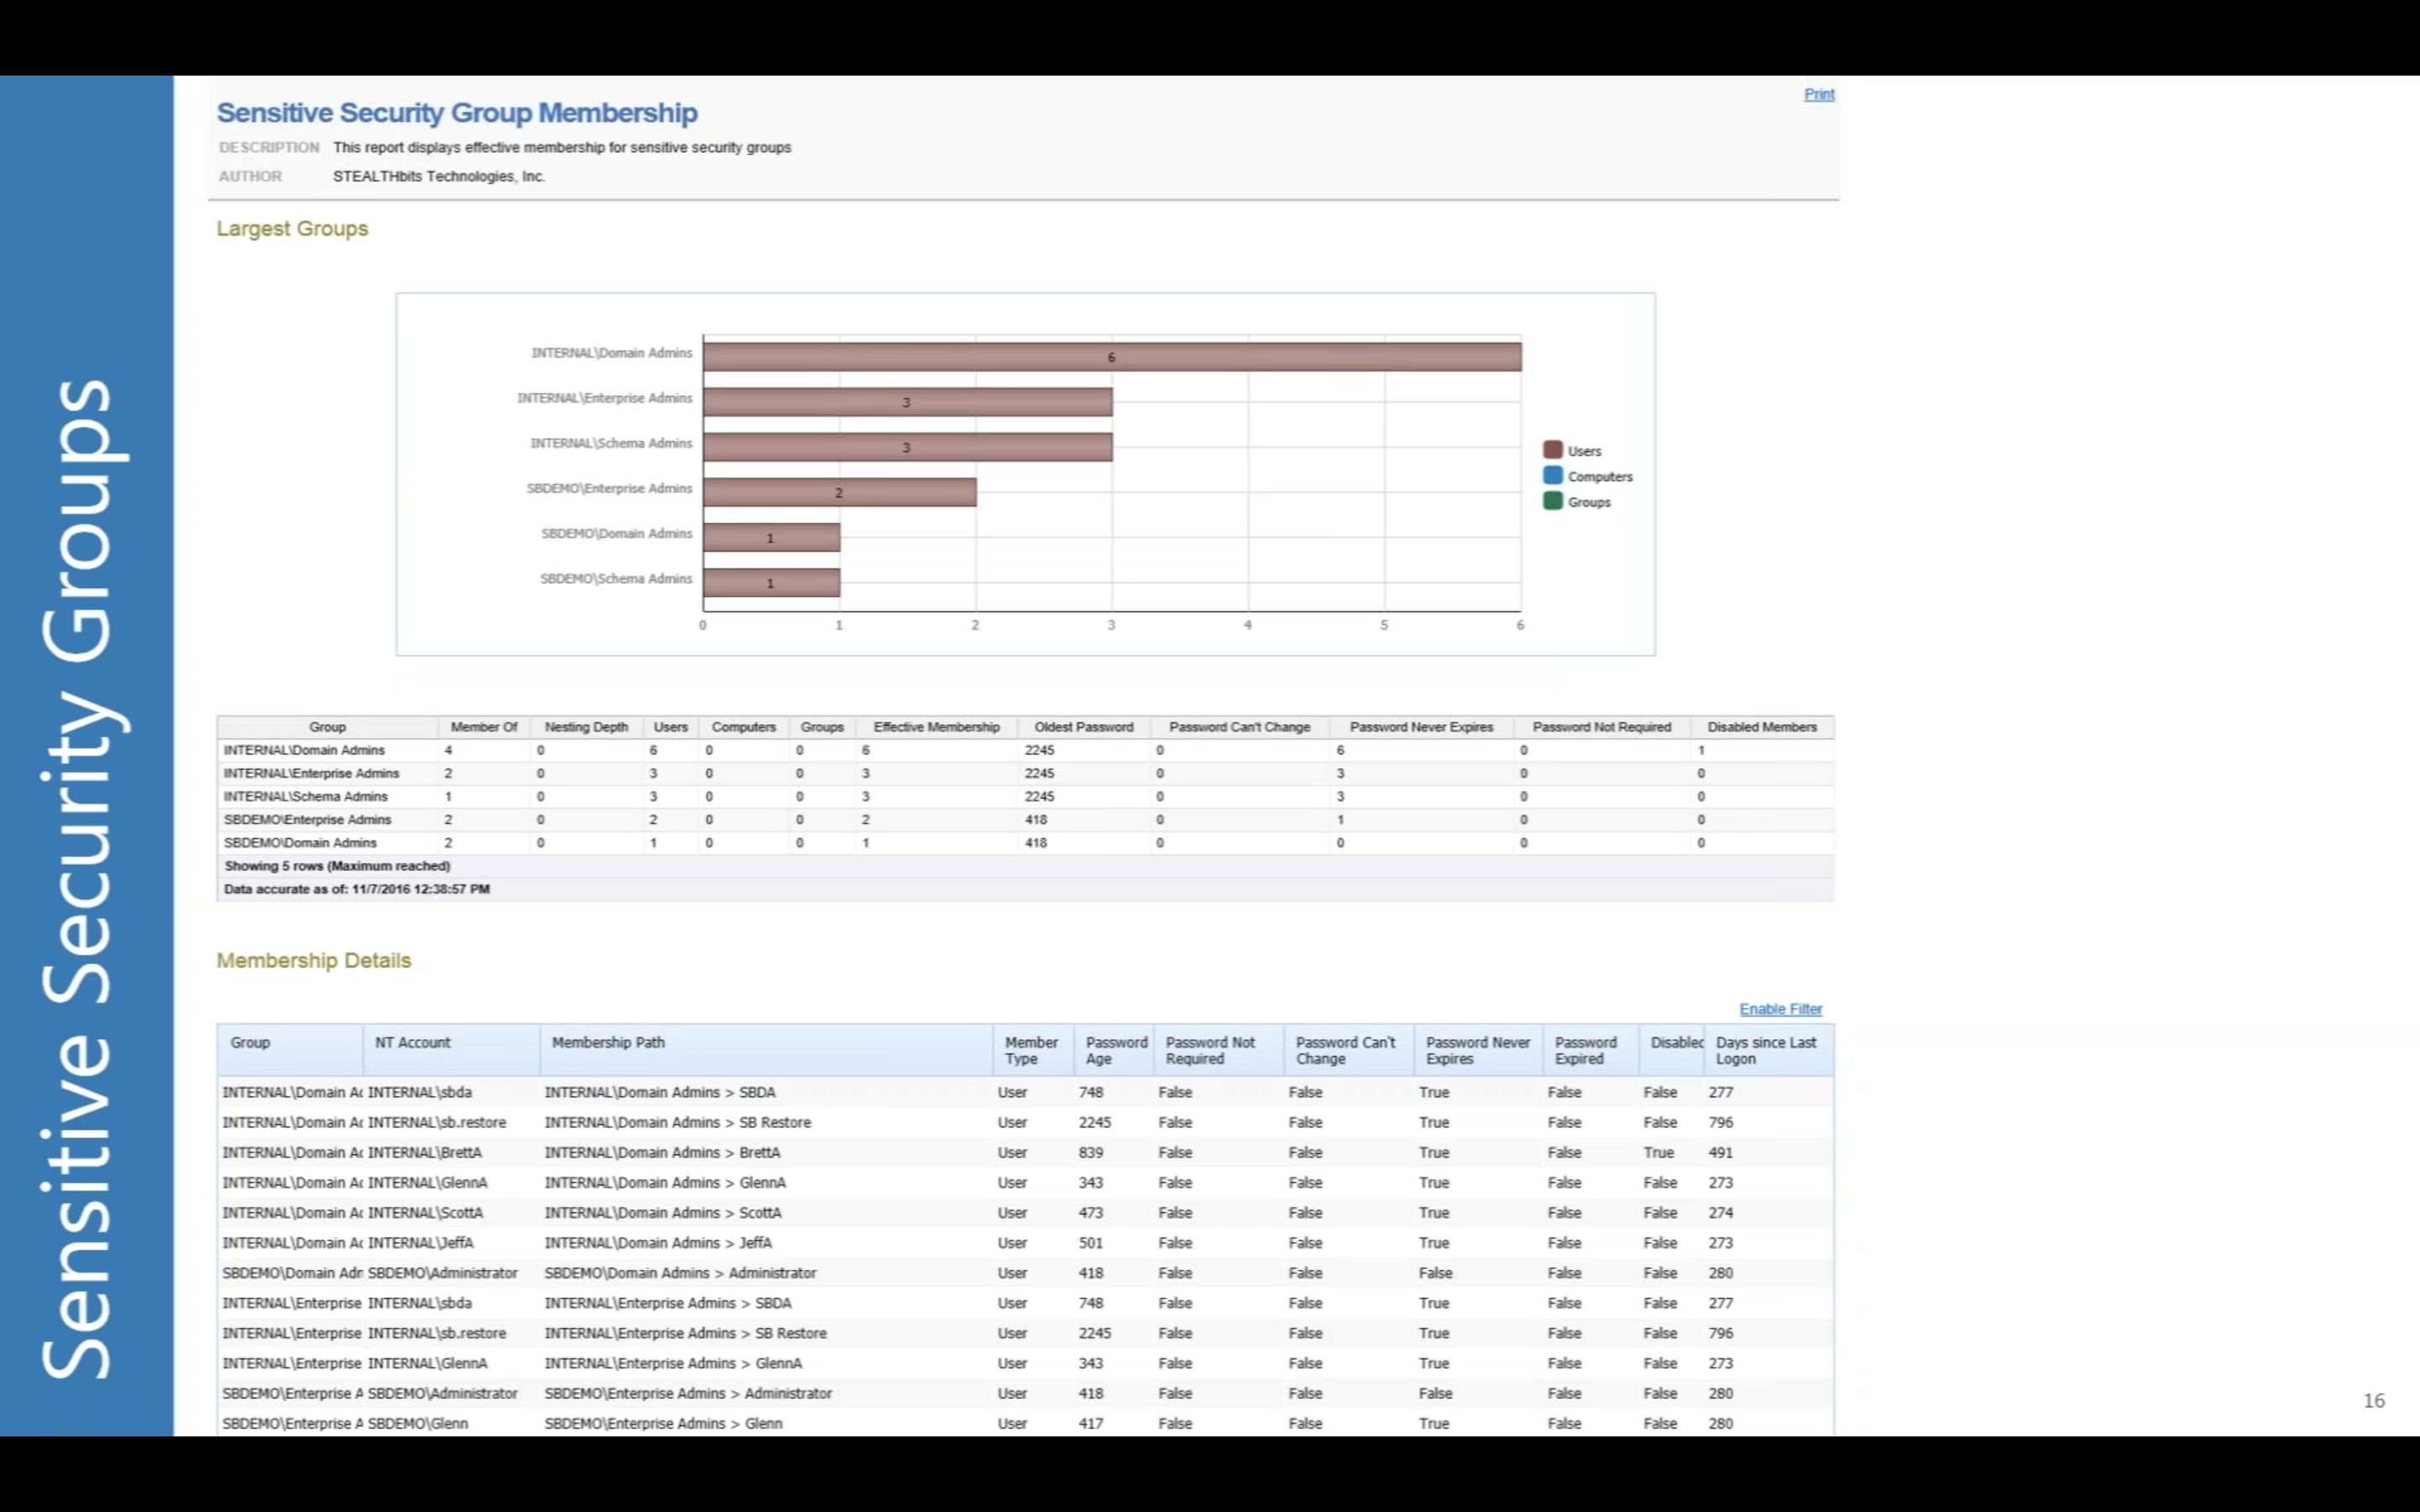 Sensitive Security Groups
Sensitive Security Group Membership
Print
DESCRIPTION This report displays effective membership for sensitive security groups
AUTHOR STEALTHbits Technologies, Inc.
Largest Groups
INTERNAL\Domain Admins 6
INTERNAL\Enterprise Admins 3
INTERNAL\Schema Admins 3
SBDEMO\Enterprise Admins 2
SBDEMO\Domain Admins 1
SBDEMO\Schema Admins 1
0 1 2 3 4 5 6
Users
Computers
Groups
Group Member Of Nesting Depth Users Computers Groups Effective Membership Oldest Password Password Can't Change Password Never Expires Password Not Required Disabled Members
INTERNAL\Domain Admins 4 0 6 0 0 6 2245 0 6 0 1
INTERNAL\Enterprise Admins 2 0 3 0 0 3 2245 0 3 0 0
INTERNAL\Schema Admins 1 0 3 0 0 3 2245 0 3 0 0
SBDEMO\Enterprise Admins 2 0 2 0 0 2 418 0 1 0 0
SBDEMO\Domain Admins 2 0 1 0 0 1 418 0 0 0 0
Showing 5 rows (Maximum reached)
Data accurate as of: 11/7/2016 12:38:57 PM
Membership Details
Enable Filter
Group NT Account Membership Path Member Type Password Age Password Not Required Password Can't Change Password Never Expires Password Expired Disabled Days since Last Logon
INTERNAL\Domain Ac INTERNAL\sbda INTERNAL\Domain Admins > SBDA User 748 False False True False False 277
INTERNAL\Domain Ac INTERNAL\sb.restore INTERNAL\Domain Admins > SB Restore User 2245 False False True False False 796
INTERNAL\Domain Ac INTERNAL\BrettA INTERNAL\Domain Admins > BrettA User 839 False False True False True 491
INTERNAL\Domain Ac INTERNAL\GlennA INTERNAL\Domain Admins > GlennA User 343 False False True False False 273
INTERNAL\Domain Ac INTERNAL\ScottA INTERNAL\Domain Admins > ScottA User 473 False False True False False 274
INTERNAL\Domain Ac INTERNAL\JeffA INTERNAL\Domain Admins > JeffA User 501 False False True False False 273
SBDEMO\Domain Adr SBDEMO\Administrator SBDEMO\Domain Admins > Administrator User 418 False False False False False 280
INTERNAL\Enterprise INTERNAL\sbda INTERNAL\Enterprise Admins > SBDA User 748 False False True False False 277
INTERNAL\Enterprise INTERNAL\sb.restore INTERNAL\Enterprise Admins > SB Restore User 2245 False False True False False 796
INTERNAL\Enterprise INTERNAL\GlennA INTERNAL\Enterprise Admins > GlennA User 343 False False True False False 273
SBDEMO\Enterprise A SBDEMO\Administrator SBDEMO\Enterprise Admins > Administrator User 418 False False False False False 280
SBDEMO\Enterprise A SBDEMO\Glenn SBDEMO\Enterprise Admins > Glenn User 417 False False True False False 280
16